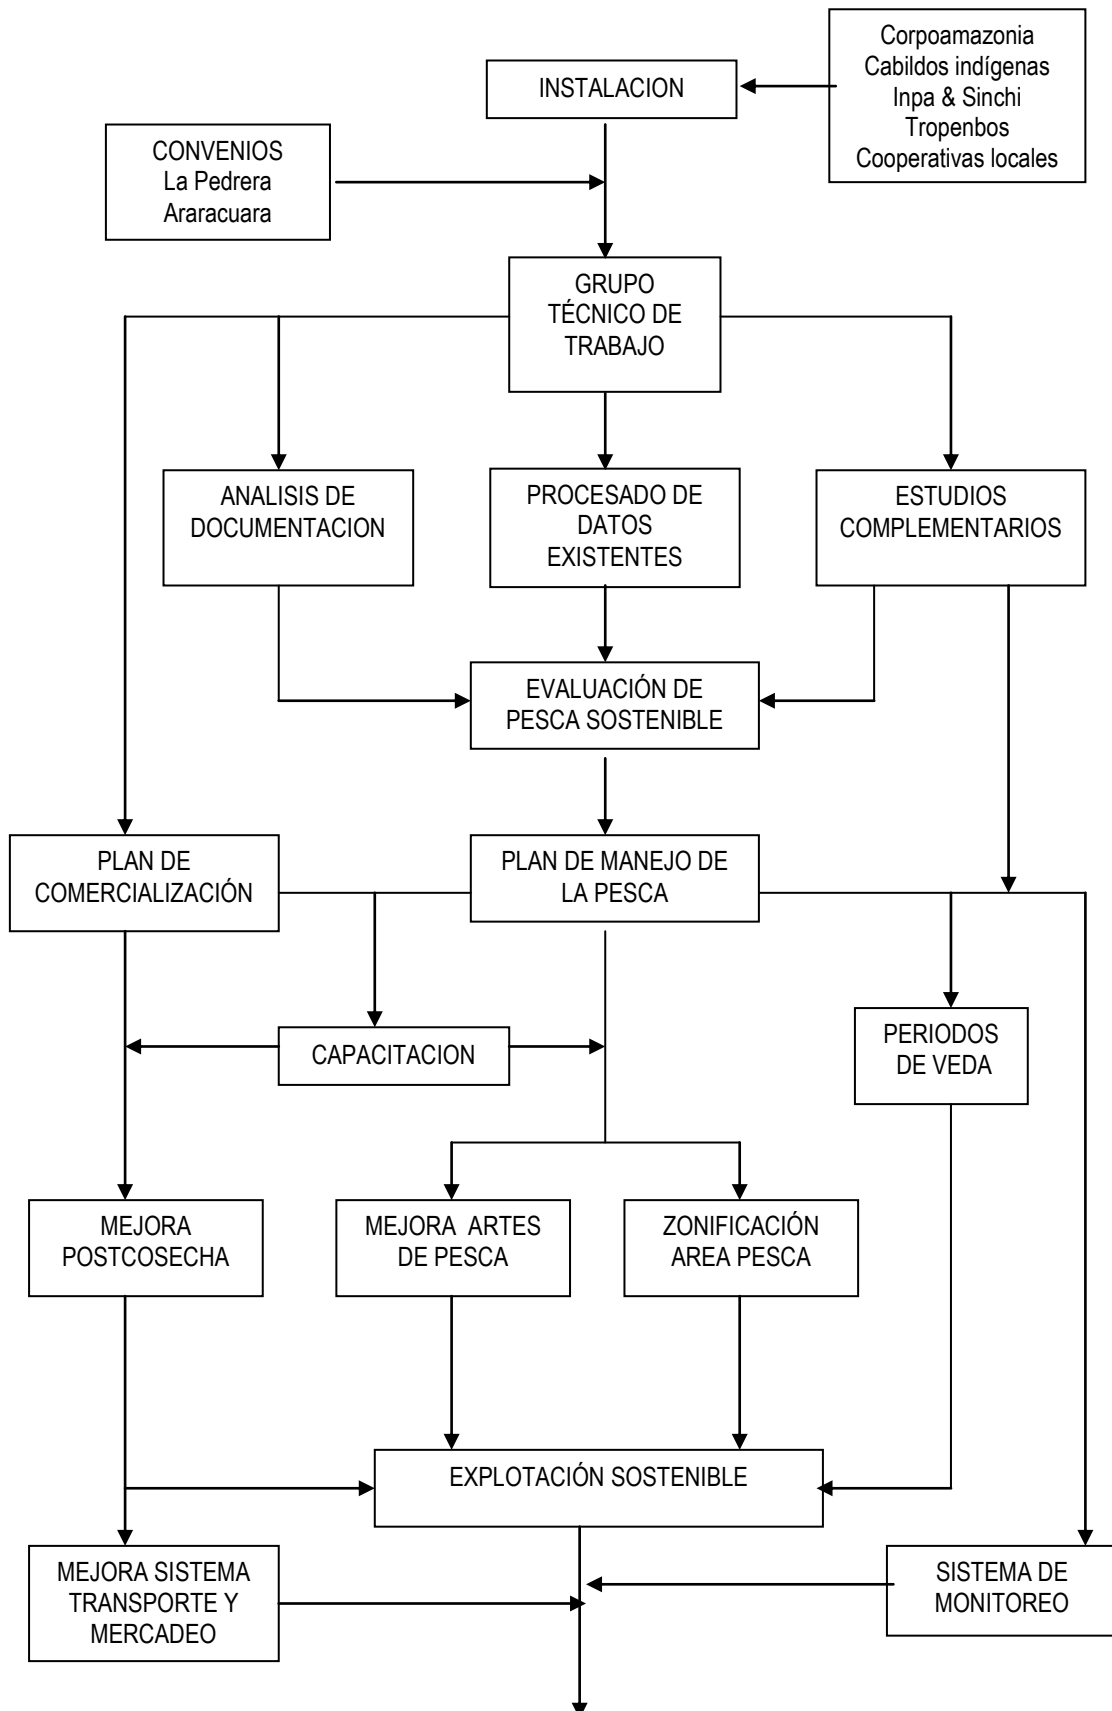 Corpoamazonia
Cabildos indígenas
Inpa & Sinchi
Tropenbos
Cooperativas locales
INSTALACION
CONVENIOS
La Pedrera
Araracuara
GRUPO
TÉCNICO DE
TRABAJO
ANALISIS DE
DOCUMENTACION
PROCESADO DE
DATOS
EXISTENTES
ESTUDIOS
COMPLEMENTARIOS
EVALUACIÓN DE
PESCA SOSTENIBLE
PLAN DE
COMERCIALIZACIÓN
PLAN DE MANEJO DE
LA PESCA
CAPACITACION
PERIODOS
DE VEDA
MEJORA
POSTCOSECHA
MEJORA ARTES
DE PESCA
ZONIFICACIÓN
AREA PESCA
EXPLOTACIÓN SOSTENIBLE
MEJORA SISTEMA
TRANSPORTE Y
MERCADEO
SISTEMA DE
MONITOREO